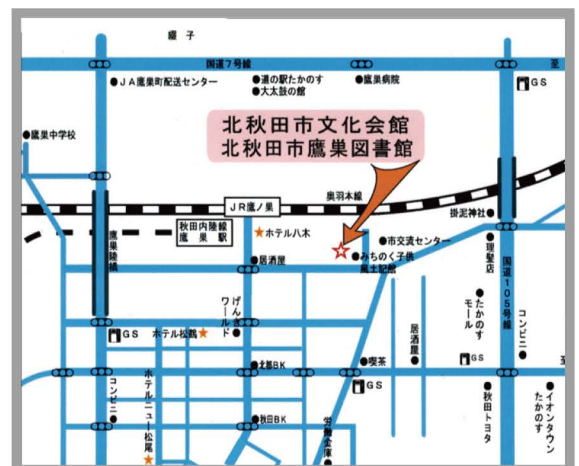 綴子
国道7号線
至
JA鷹巣町配送センター
道の駅たかのす
大太鼓の館
鷹巣病院
GS
鷹巣中学校
北秋田市文化会館
北秋田市鷹巣図書館
奥羽本線
JR鷹ノ巣
掛泥神社
秋田内陸線
鷹巣駅
ホテル八木
市交流センター
みちのく子供
風土記館
理髪店
鷹巣陸橋
居酒屋
国道105号線
げんきワールド
たかのすモール
コンビニ
居酒屋
GS
ホテル松鶴
北都BK
喫茶
GS
至
GS
コンビニ
ホテルニュー松尾
秋田BK
労働金庫
秋田トヨタ
イオンタウンたかのす